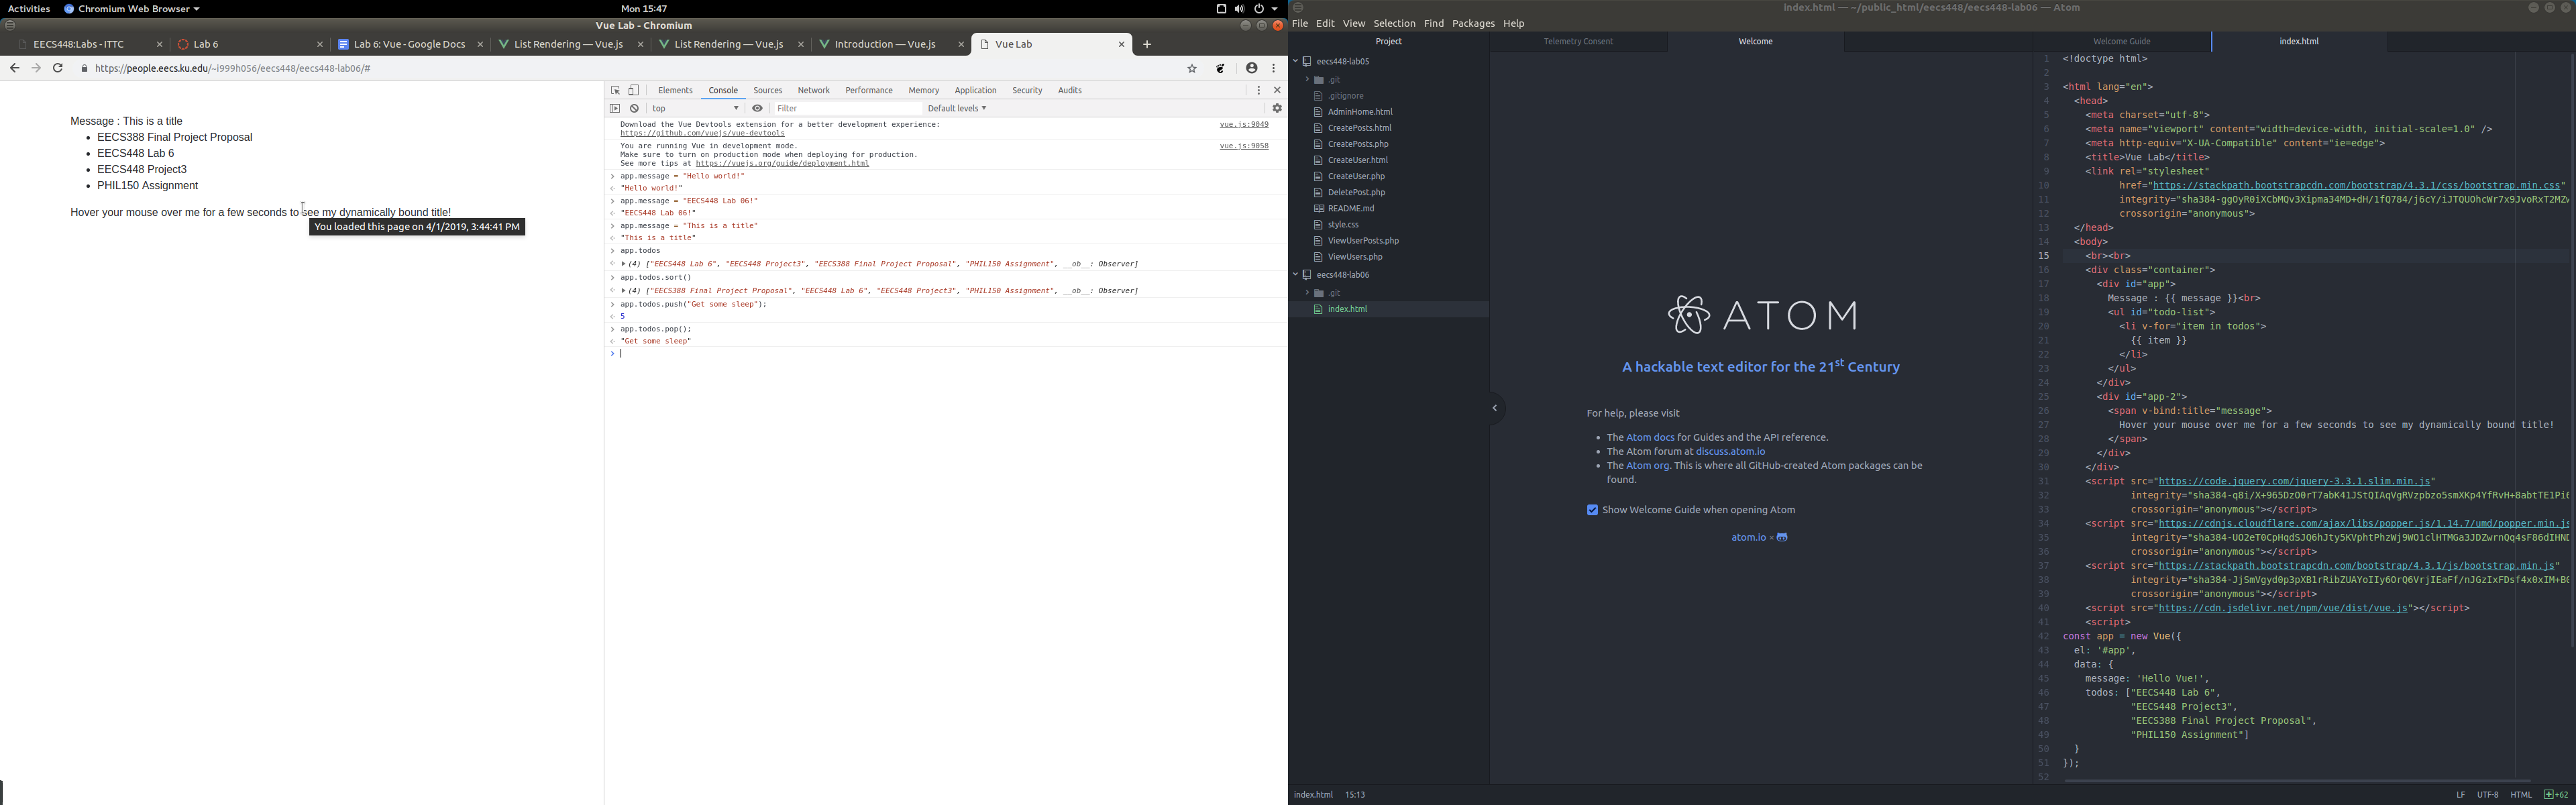 Activities Chromium Web Browser Mon 15:47
Vue Lab - Chromium
EECS448:Labs - ITTC Lab 6 Lab 6: Vue - Google Docs List Rendering — Vue.js List Rendering — Vue.js Introduction — Vue.js Vue Lab
https://people.eecs.ku.edu/~i999h056/eecs448/eecs448-lab06/#
Message : This is a title
EECS388 Final Project Proposal
EECS448 Lab 6
EECS448 Project3
PHIL150 Assignment
Hover your mouse over me for a few seconds to see my dynamically bound title!
You loaded this page on 4/1/2019, 3:44:41 PM
Elements Console Sources Network Performance Memory Application Security Audits
top Filter Default levels
Download the Vue Devtools extension for a better development experience: vue.js:9049
https://github.com/vuejs/vue-devtools
You are running Vue in development mode. vue.js:9058
Make sure to turn on production mode when deploying for production.
See more tips at https://vuejs.org/guide/deployment.html
app.message = "Hello world!"
"Hello world!"
app.message = "EECS448 Lab 06!"
"EECS448 Lab 06!"
app.message = "This is a title"
"This is a title"
app.todos
(4) ["EECS448 Lab 6", "EECS448 Project3", "EECS388 Final Project Proposal", "PHIL150 Assignment", __ob__: Observer]
app.todos.sort()
(4) ["EECS388 Final Project Proposal", "EECS448 Lab 6", "EECS448 Project3", "PHIL150 Assignment", __ob__: Observer]
app.todos.push("Get some sleep");
5
app.todos.pop();
"Get some sleep"
index.html — ~/public_html/eecs448/eecs448-lab06 — Atom
File Edit View Selection Find Packages Help
Project
eecs448-lab05
.git
.gitignore
AdminHome.html
CreatePosts.html
CreatePosts.php
CreateUser.html
CreateUser.php
DeletePost.php
README.md
style.css
ViewUserPosts.php
ViewUsers.php
eecs448-lab06
.git
index.html
Telemetry Consent Welcome
ATOM
A hackable text editor for the 21st Century
For help, please visit
The Atom docs for Guides and the API reference.
The Atom forum at discuss.atom.io
The Atom org. This is where all GitHub-created Atom packages can be
found.
Show Welcome Guide when opening Atom
atom.io ×
Welcome Guide index.html
1 <!doctype html>
2
3 <html lang="en">
4 <head>
5 <meta charset="utf-8">
6 <meta name="viewport" content="width=device-width, initial-scale=1.0" />
7 <meta http-equiv="X-UA-Compatible" content="ie=edge">
8 <title>Vue Lab</title>
9 <link rel="stylesheet"
10 href="https://stackpath.bootstrapcdn.com/bootstrap/4.3.1/css/bootstrap.min.css"
11 integrity="sha384-ggOyR0iXCbMQv3Xipma34MD+dH/1fQ784/j6cY/iJTQUOhcWr7x9JvoRxT2MZw
12 crossorigin="anonymous">
13 </head>
14 <body>
15 <br><br>
16 <div class="container">
17 <div id="app">
18 Message : {{ message }}<br>
19 <ul id="todo-list">
20 <li v-for="item in todos">
21 {{ item }}
22 </li>
23 </ul>
24 </div>
25 <div id="app-2">
26 <span v-bind:title="message">
27 Hover your mouse over me for a few seconds to see my dynamically bound title!
28 </span>
29 </div>
30 </div>
31 <script src="https://code.jquery.com/jquery-3.3.1.slim.min.js"
32 integrity="sha384-q8i/X+965DzO0rT7abK41JStQIAqVgRVzpbzo5smXKp4YfRvH+8abtTE1Pi6
33 crossorigin="anonymous"></script>
34 <script src="https://cdnjs.cloudflare.com/ajax/libs/popper.js/1.14.7/umd/popper.min.js
35 integrity="sha384-UO2eT0CpHqdSJQ6hJty5KVphtPhzWj9WO1clHTMGa3JDZwrnQq4sF86dIHND
36 crossorigin="anonymous"></script>
37 <script src="https://stackpath.bootstrapcdn.com/bootstrap/4.3.1/js/bootstrap.min.js"
38 integrity="sha384-JjSmVgyd0p3pXB1rRibZUAYoIIy6OrQ6VrjIEaFf/nJGzIxFDsf4x0xIM+B0
39 crossorigin="anonymous"></script>
40 <script src="https://cdn.jsdelivr.net/npm/vue/dist/vue.js"></script>
41 <script>
42 const app = new Vue({
43 el: '#app',
44 data: {
45 message: 'Hello Vue!',
46 todos: ["EECS448 Lab 6",
47 "EECS448 Project3",
48 "EECS388 Final Project Proposal",
49 "PHIL150 Assignment"]
50 }
51 });
52
index.html 15:13 LF UTF-8 HTML +62